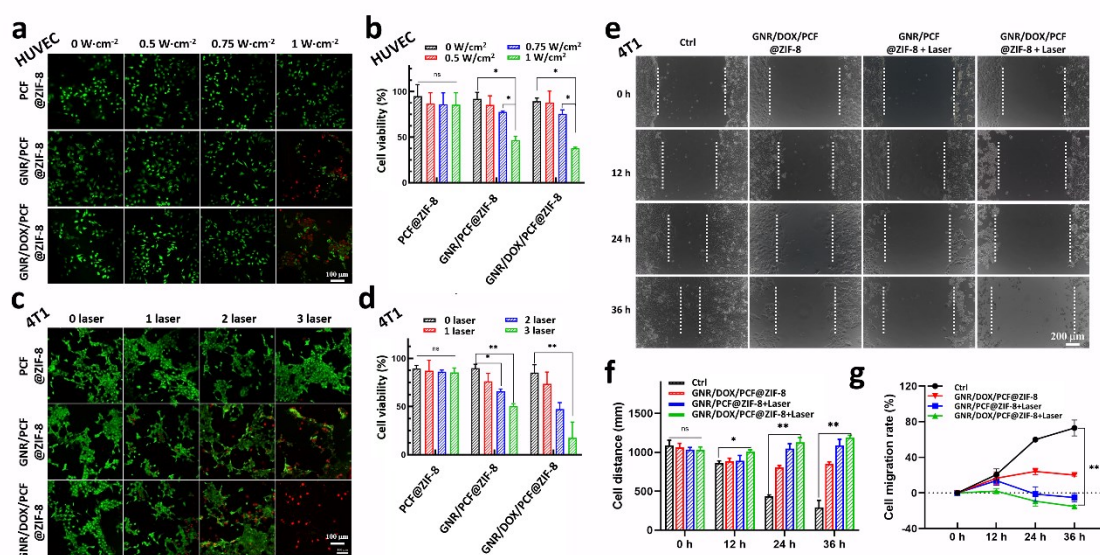 a
HUVEC
0 W·cm⁻² 0.5 W·cm⁻² 0.75 W·cm⁻² 1 W·cm⁻²
PCF
@ZIF-8
GNR/PCF
@ZIF-8
GNR/DOX/PCF
@ZIF-8
100 μm
b
HUVEC
0 W/cm² 0.75 W/cm²
0.5 W/cm² 1 W/cm²
Cell viability (%)
100
50
0
ns
*
*
*
*
PCF@ZIF-8
GNR/PCF@ZIF-8
GNR/DOX/PCF@ZIF-8
c
4T1
0 laser 1 laser 2 laser 3 laser
PCF
@ZIF-8
GNR/PCF
@ZIF-8
GNR/DOX/PCF
@ZIF-8
100 μm
d
4T1
0 laser 2 laser
1 laser 3 laser
Cell viability (%)
100
50
0
ns
**
*
**
PCF@ZIF-8
GNR/PCF@ZIF-8
GNR/DOX/PCF@ZIF-8
e
4T1
Ctrl
GNR/DOX/PCF
@ZIF-8
GNR/PCF
@ZIF-8 + Laser
GNR/DOX/PCF
@ZIF-8 + Laser
0 h
12 h
24 h
36 h
200 μm
f
Ctrl
GNR/DOX/PCF@ZIF-8
GNR/PCF@ZIF-8+Laser
GNR/DOX/PCF@ZIF-8+Laser
Cell distance (mm)
1500
1000
500
0
ns
*
**
**
0 h 12 h 24 h 36 h
g
Ctrl
GNR/DOX/PCF@ZIF-8
GNR/PCF@ZIF-8+Laser
GNR/DOX/PCF@ZIF-8+Laser
Cell migration rate (%)
120
80
40
0
-40
**
0 h 12 h 24 h 36 h